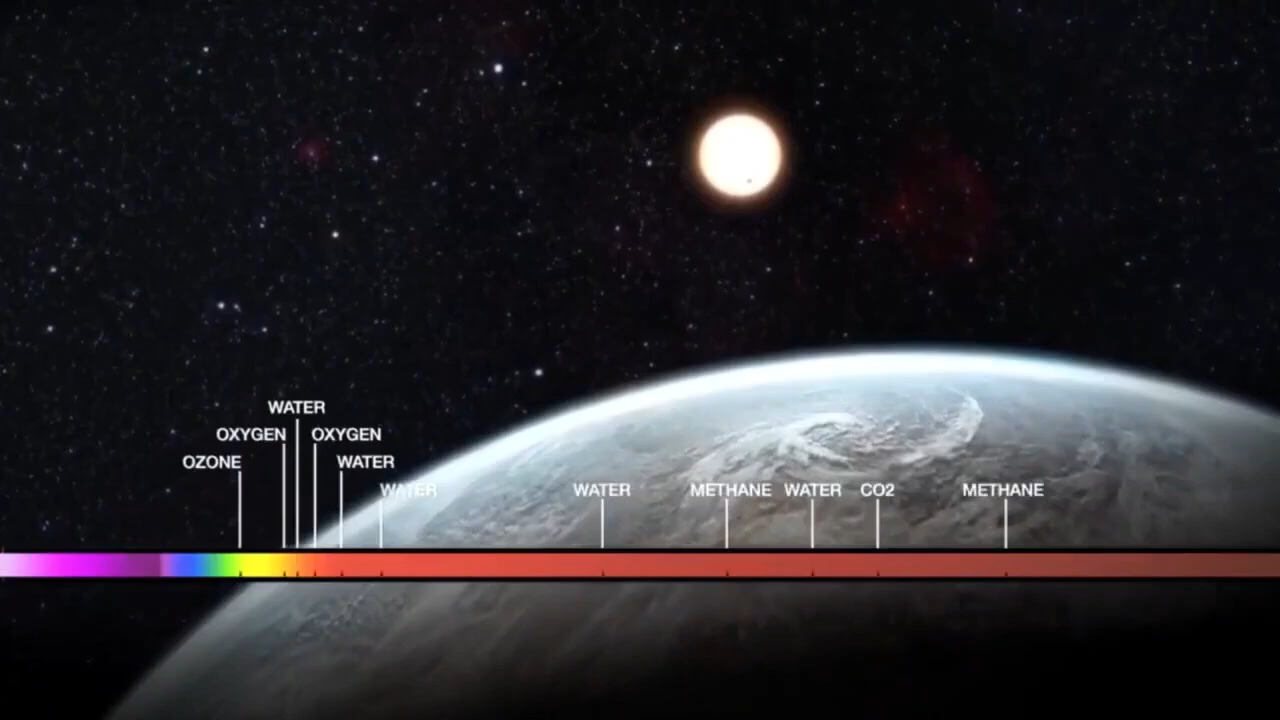 WATER
OXYGEN OXYGEN
OZONE WATER
WATER WATER METHANE WATER CO2 METHANE